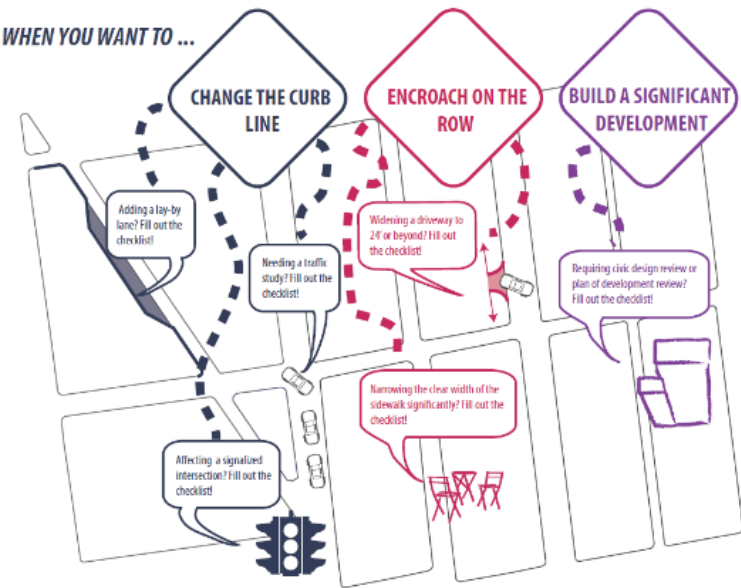 WHEN YOU WANT TO ...
CHANGE THE CURB
LINE
ENCROACH ON THE
ROW
BUILD A SIGNIFICANT
DEVELOPMENT
Adding a lay-by
lane? Fill out the
checklist!
Needing a traffic
study? Fill out the
checklist!
Widening a driveway to
24' or beyond? Fill out
the checklist!
Requiring civic design review or
plan of development review?
Fill out the checklist!
Narrowing the clear width of the
sidewalk significantly? Fill out the
checklist!
Affecting a signalized
intersection? Fill out the
checklist!